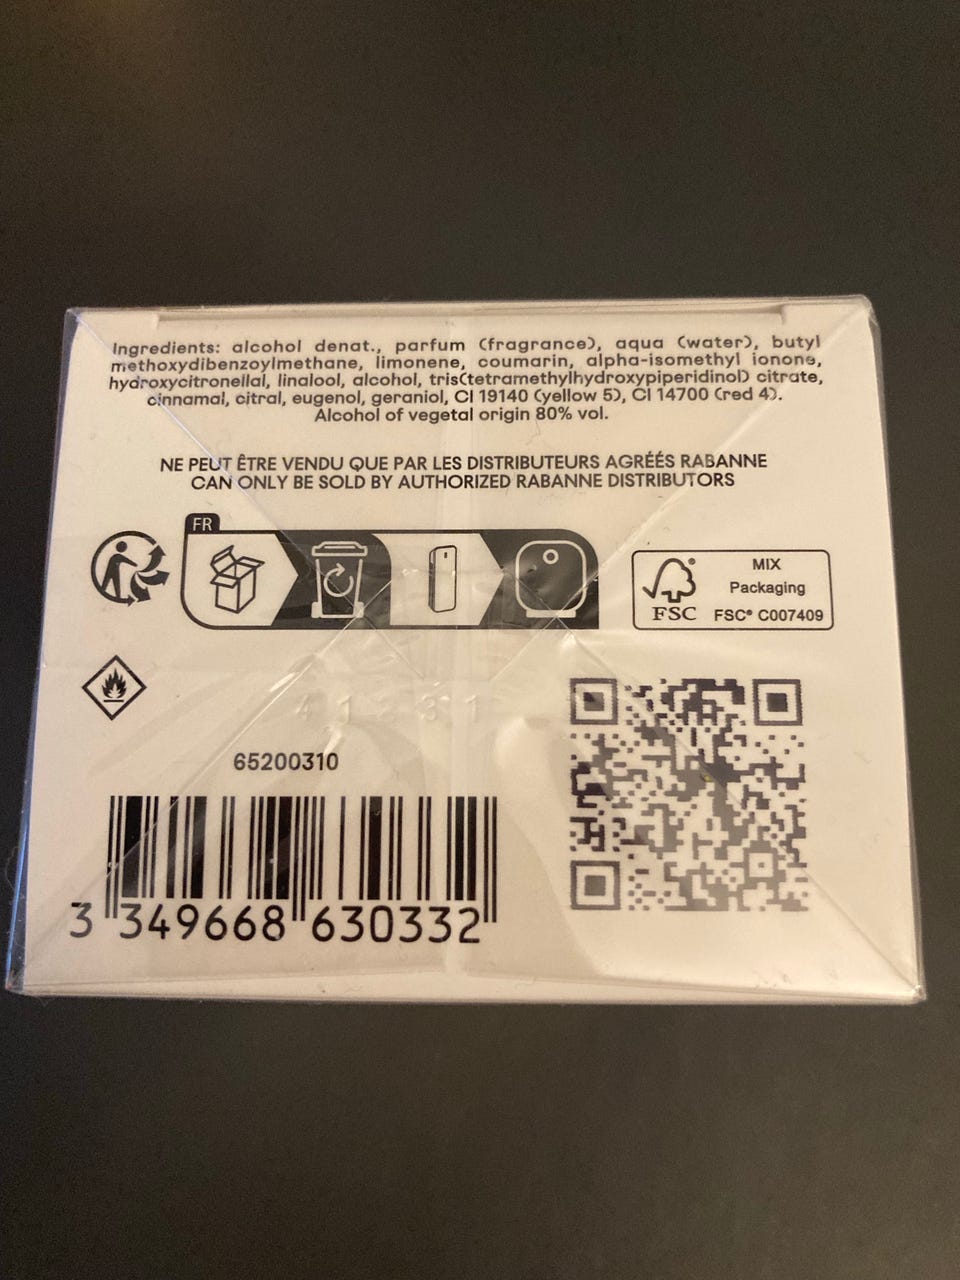 Ingredients: alcohol denat., parfum (fragrance), aqua (water), butyl
methoxydibenzoylmethane, limonene, coumarin, alpha-isomethyl ionone,
hydroxycitronellal, linalool, alcohol, tris(tetramethylhydroxypiperidinol) citrate,
cinnamal, citral, eugenol, geraniol, CI 19140 (yellow 5), CI 14700 (red 4).
Alcohol of vegetal origin 80% vol.
NE PEUT ÊTRE VENDU QUE PAR LES DISTRIBUTEURS AGRÉÉS RABANNE
CAN ONLY BE SOLD BY AUTHORIZED RABANNE DISTRIBUTORS
FR
MIX
Packaging
FSC FSC® C007409
65200310
3 349668 630332